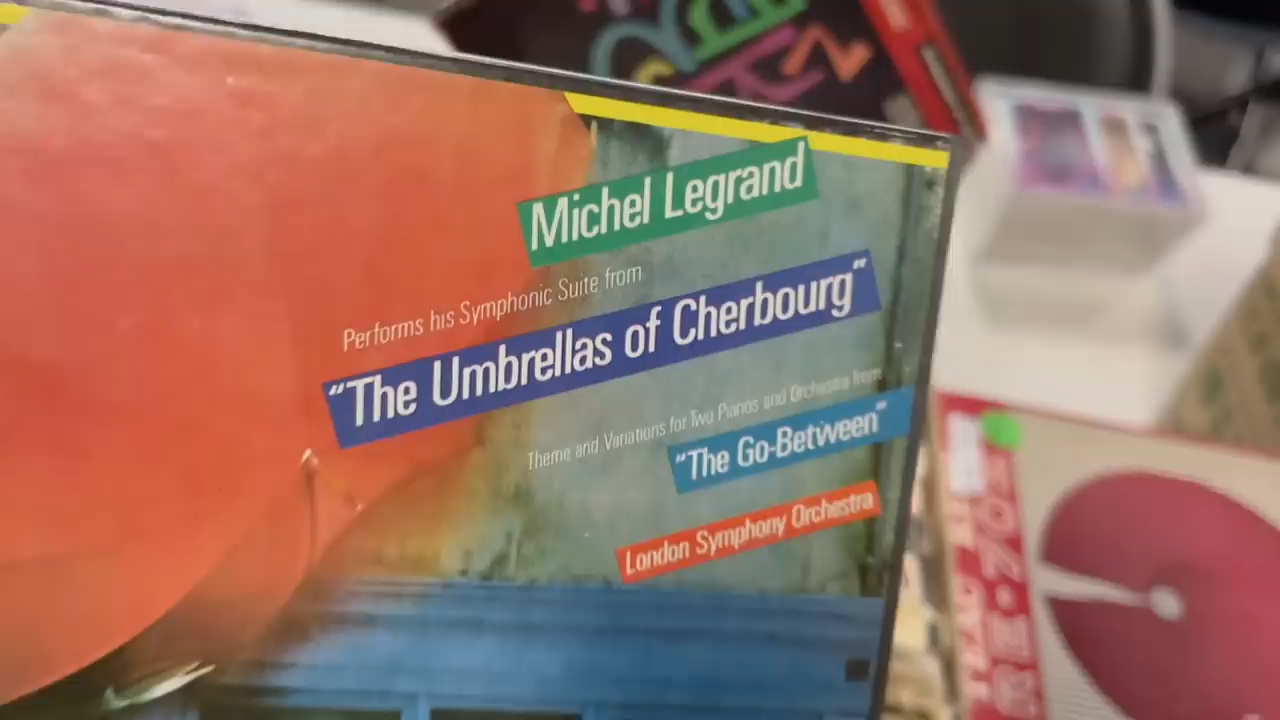 Michel Legrand
Performs his Symphonic Suite from
"The Umbrellas of Cherbourg"
Theme and Variations for Two Pianos and Orchestra from
"The Go-Between"
London Symphony Orchestra